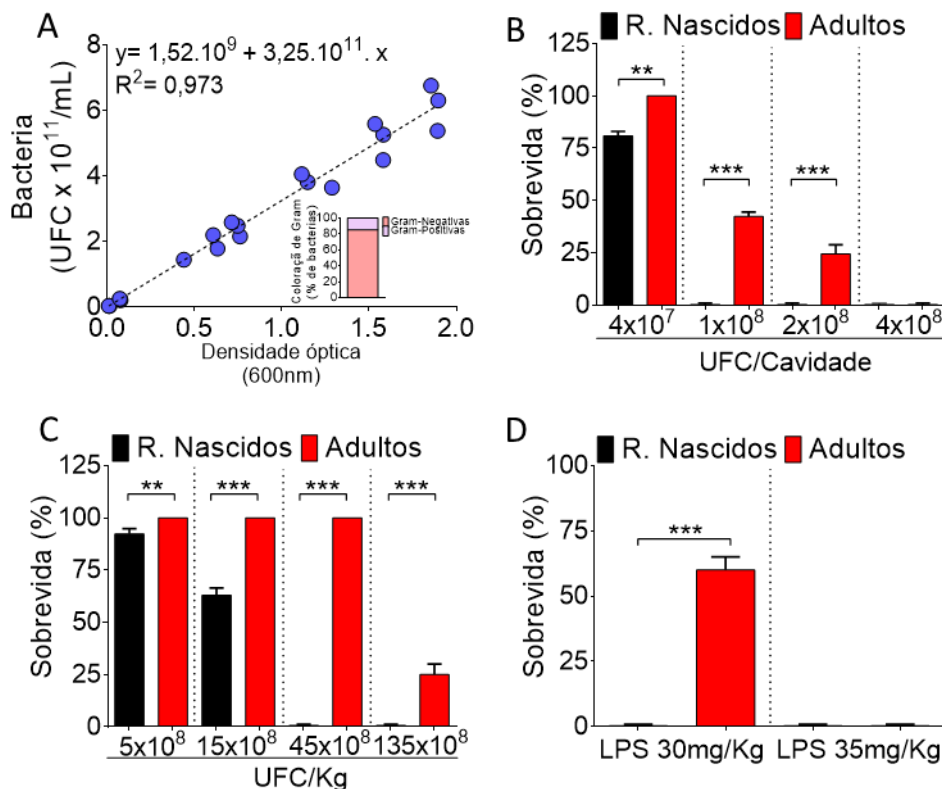 A
y= 1,52.10⁹ + 3,25.10¹¹. x
R²= 0,973
Bacteria
(UFC x 10¹¹/mL)
8
6
4
2
0
0.0 0.5 1.0 1.5 2.0
Densidade óptica
(600nm)
Coloraçã de Gram
(% de bacterias)
100
80
60
40
20
0
Gram-Negativas
Gram-Positivas
B
R. Nascidos Adultos
Sobrevida (%)
125
100
75
50
25
0
** *** ***
4x10⁷ 1x10⁸ 2x10⁸ 4x10⁸
UFC/Cavidade
C
R. Nascidos Adultos
Sobrevida (%)
125
100
75
50
25
0
** *** *** ***
5x10⁸ 15x10⁸ 45x10⁸ 135x10⁸
UFC/Kg
D
R. Nascidos Adultos
Sobrevida (%)
100
75
50
25
0
***
LPS 30mg/Kg LPS 35mg/Kg